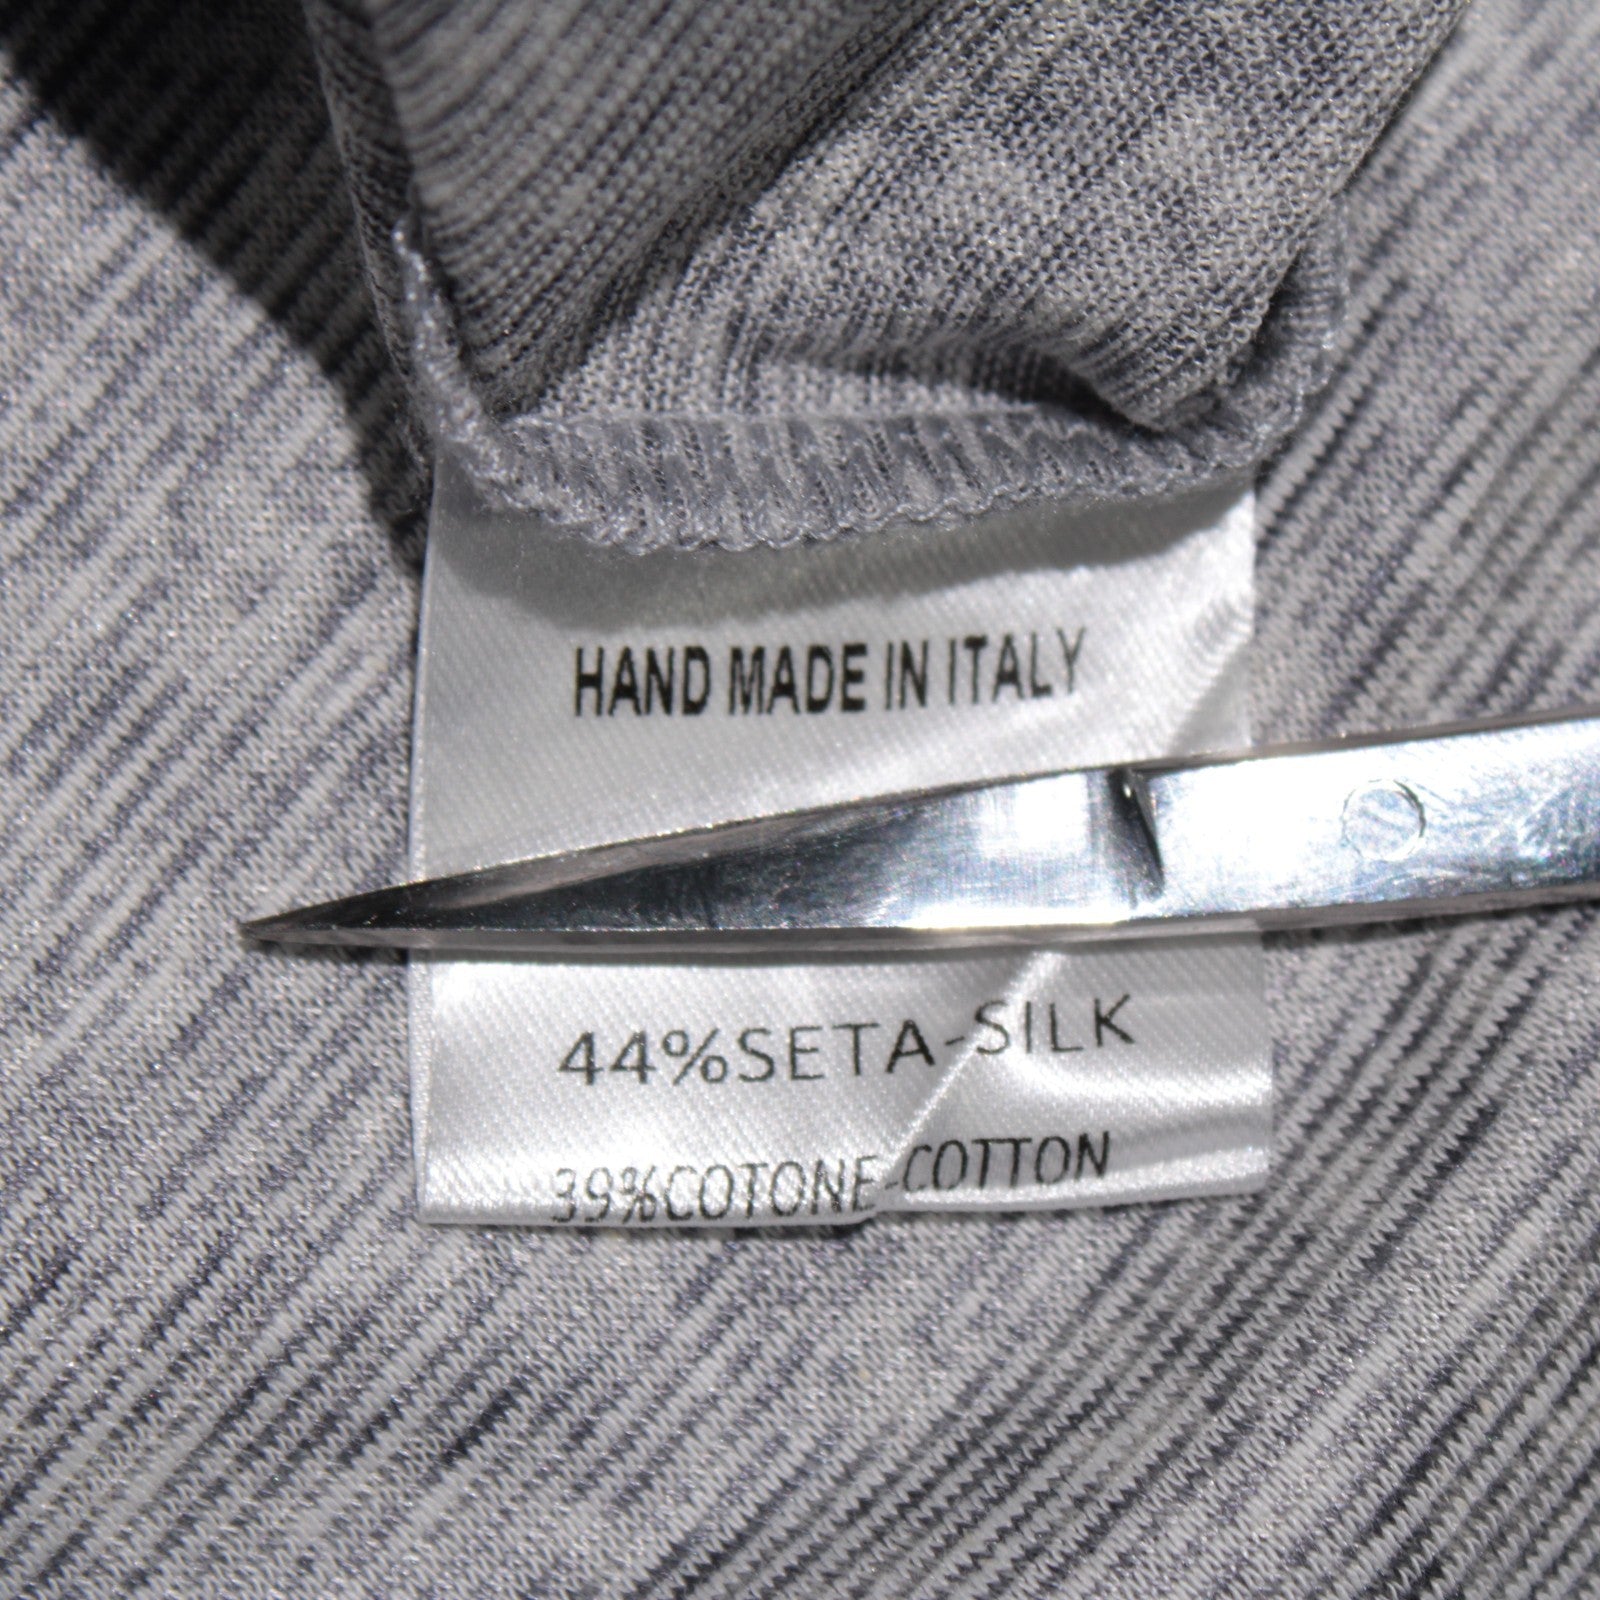 HAND MADE IN ITALY
44%SETA-SILK
39%COTONE-COTTON